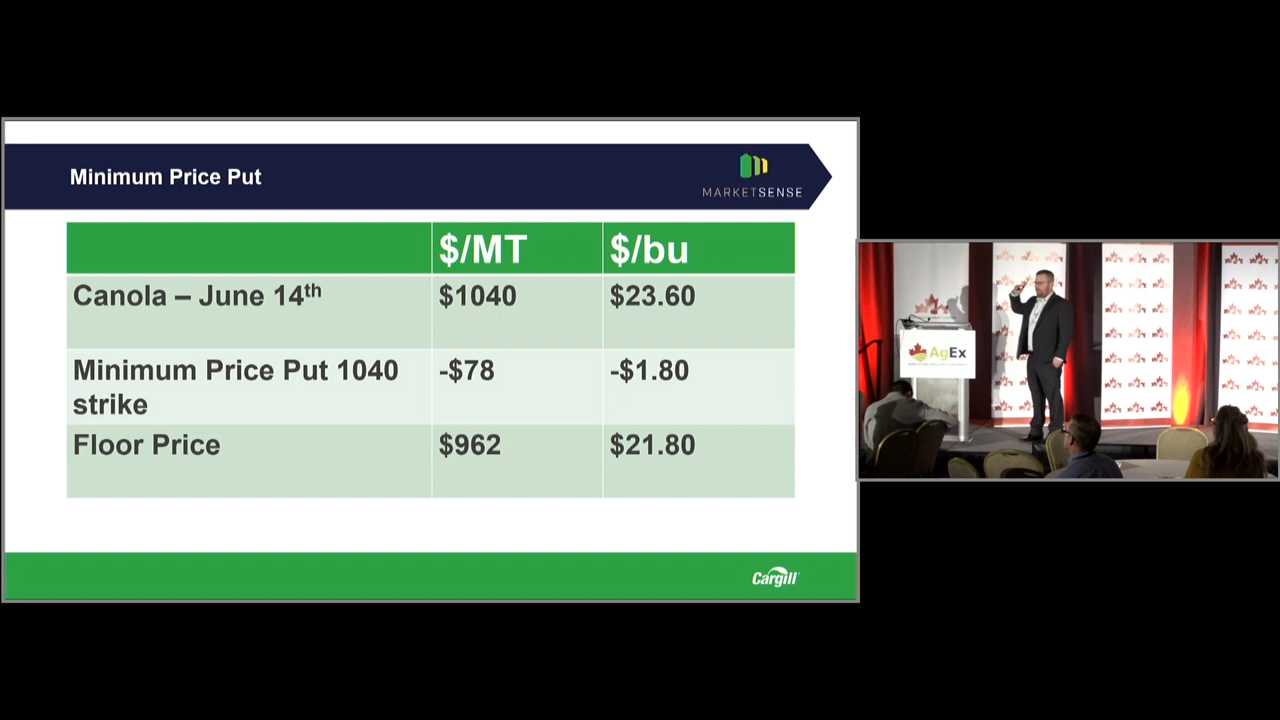 Minimum Price Put
MARKETSENSE
$/MT
$/bu
Canola – June 14th
$1040
$23.60
Minimum Price Put 1040
strike
-$78
-$1.80
Floor Price
$962
$21.80
Cargill
AgEx